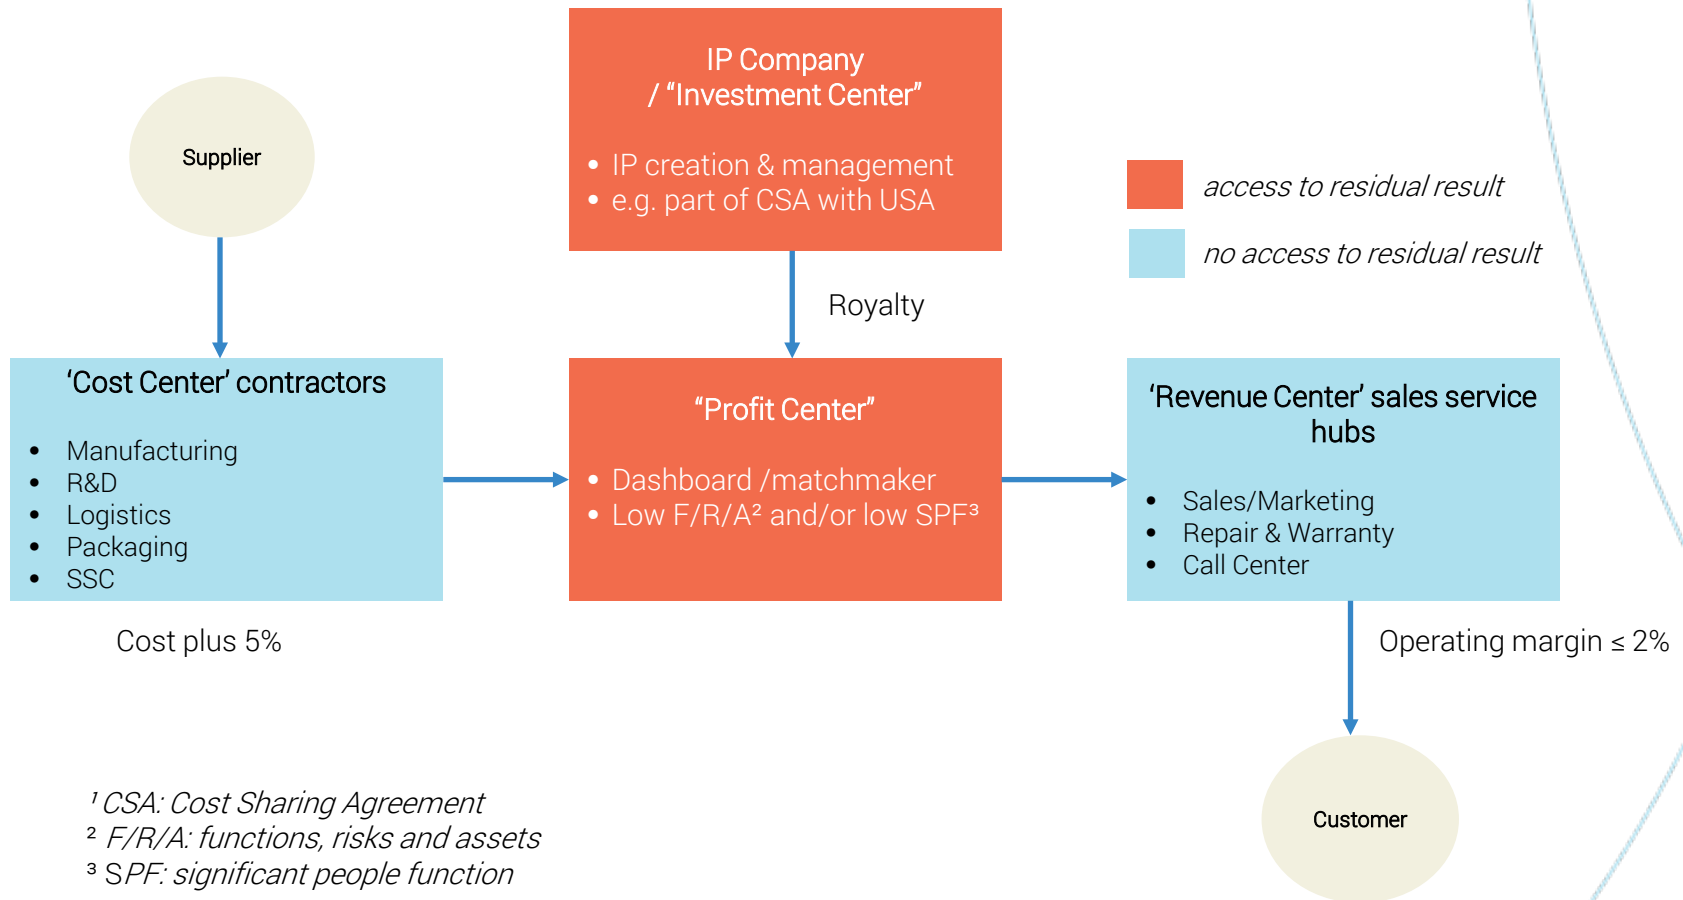 IP Company
/ “Investment Center”
• IP creation & management
• e.g. part of CSA with USA
Supplier
access to residual result
no access to residual result
Royalty
‘Cost Center’ contractors
• Manufacturing
• R&D
• Logistics
• Packaging
• SSC
Cost plus 5%
“Profit Center”
• Dashboard /matchmaker
• Low F/R/A² and/or low SPF³
‘Revenue Center’ sales service
hubs
• Sales/Marketing
• Repair & Warranty
• Call Center
Operating margin ≤ 2%
Customer
¹ CSA: Cost Sharing Agreement
² F/R/A: functions, risks and assets
³ SPF: significant people function